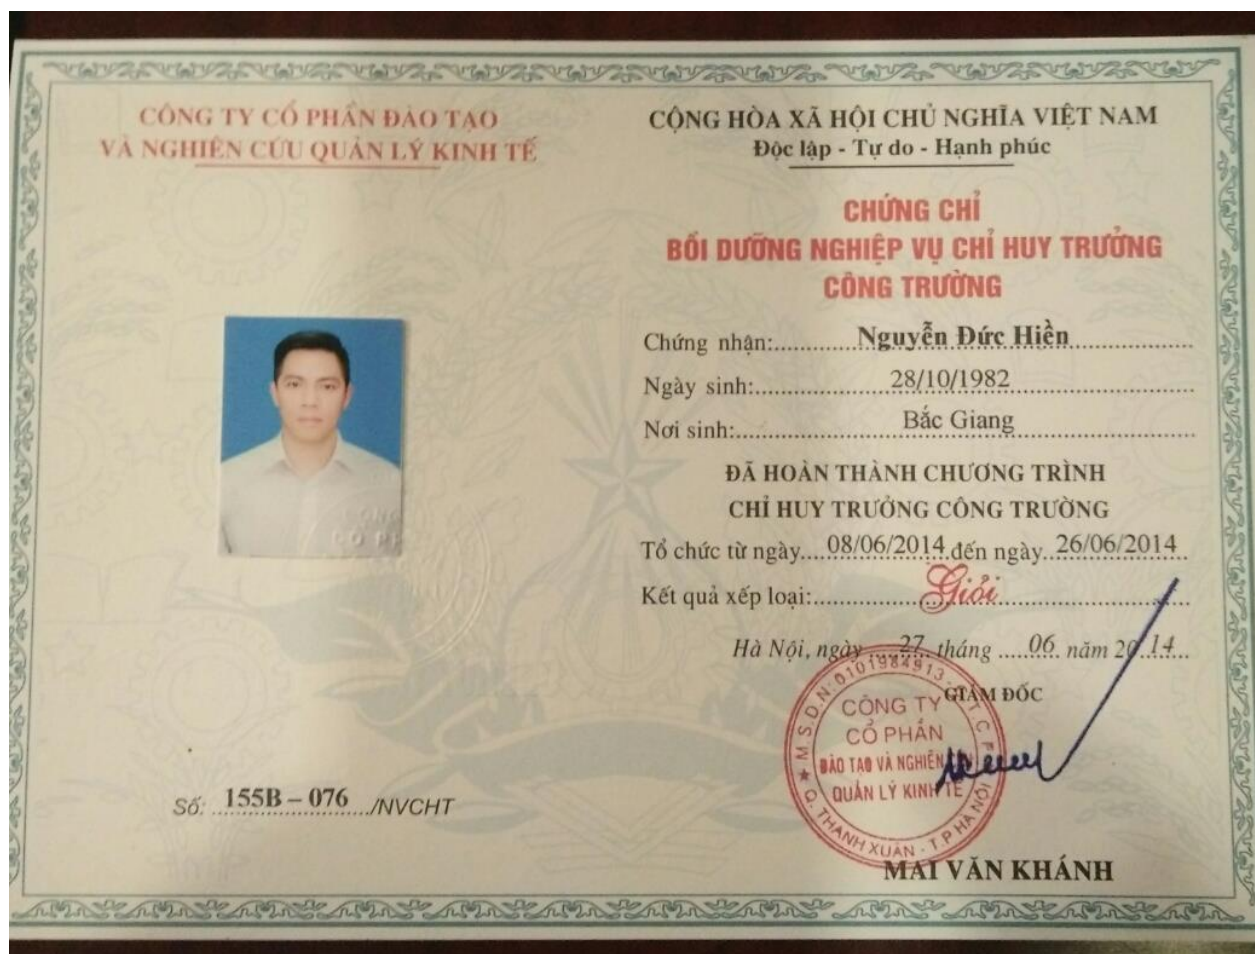 CÔNG TY CỔ PHẦN ĐÀO TẠO
VÀ NGHIÊN CỨU QUẢN LÝ KINH TẾ
Số: 155B – 076 /NVCHT
CỘNG HÒA XÃ HỘI CHỦ NGHĨA VIỆT NAM
Độc lập - Tự do - Hạnh phúc
CHỨNG CHỈ
BỒI DƯỠNG NGHIỆP VỤ CHỈ HUY TRƯỞNG
CÔNG TRƯỜNG
Chứng nhận: Nguyễn Đức Hiền
Ngày sinh: 28/10/1982
Nơi sinh: Bắc Giang
ĐÃ HOÀN THÀNH CHƯƠNG TRÌNH
CHỈ HUY TRƯỞNG CÔNG TRƯỜNG
Tổ chức từ ngày 08/06/2014 đến ngày 26/06/2014
Kết quả xếp loại: Giỏi
Hà Nội, ngày 27 tháng 06 năm 2014
GIÁM ĐỐC
M.S.D.N: 0101984913 - C.T.C.P
CÔNG TY
CỔ PHẦN
ĐÀO TẠO VÀ NGHIÊN
QUẢN LÝ KINH TẾ
Q. THANH XUÂN - T.P HÀ NỘI
MAI VĂN KHÁNH